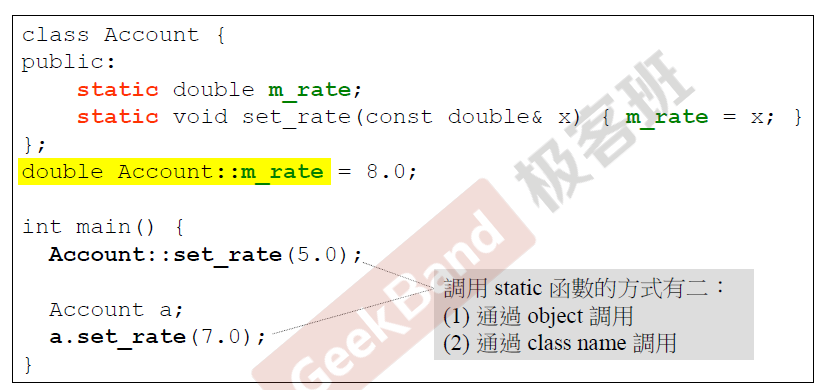 class Account {
public:
    static double m_rate;
    static void set_rate(const double& x) { m_rate = x; }
};
double Account::m_rate = 8.0;
int main() {
  Account::set_rate(5.0);
  Account a;
  a.set_rate(7.0);
}
調用 static 函數的方式有二：
(1) 通過 object 調用
(2) 通過 class name 調用
GeekBand 极客班